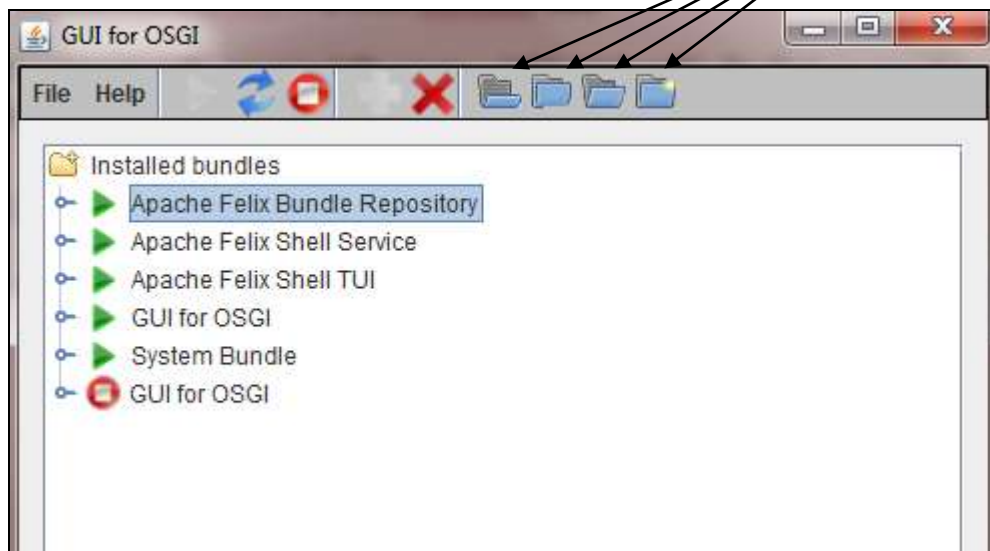 GUI for OSGI
File Help
Installed bundles
Apache Felix Bundle Repository
Apache Felix Shell Service
Apache Felix Shell TUI
GUI for OSGI
System Bundle
GUI for OSGI